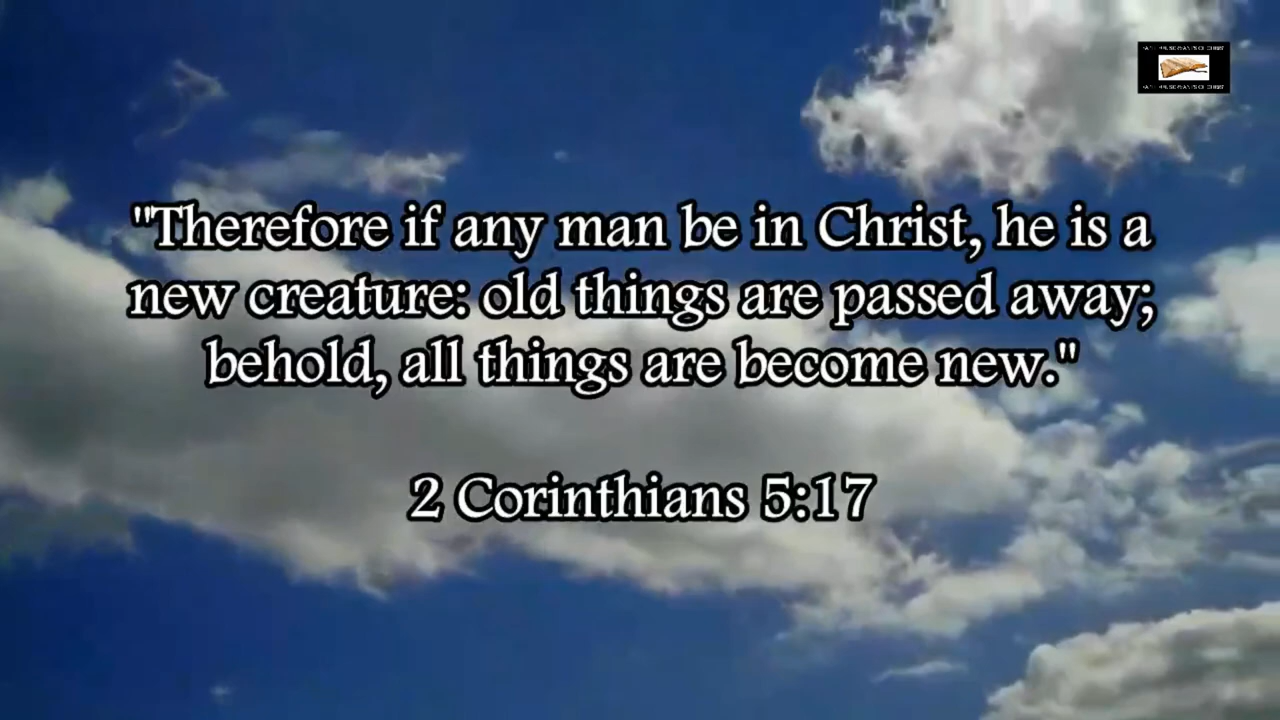 "Therefore if any man be in Christ, he is a
new creature: old things are passed away;
behold, all things are become new."
2 Corinthians 5:17